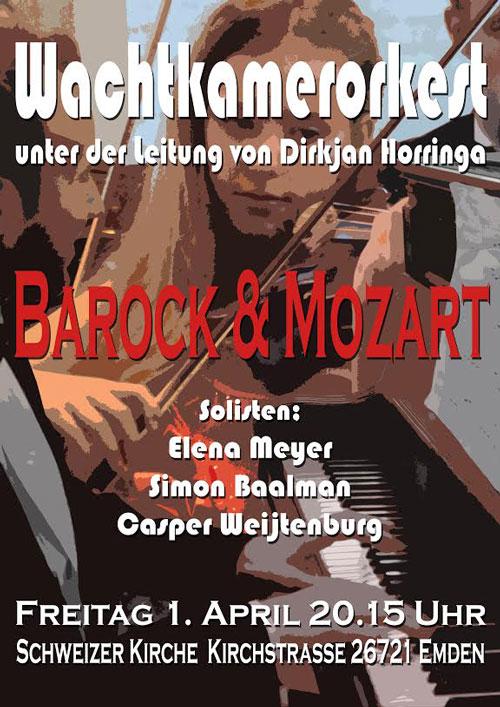 Wachtkamerorkest
unter der Leitung von Dirkjan Horringa
BAROCK & MOZART
Solisten:
Elena Meyer
Simon Baalman
Casper Weijtenburg
FREITAG 1. APRIL 20.15 UHR
SCHWEIZER KIRCHE KIRCHSTRASSE 26721 EMDEN